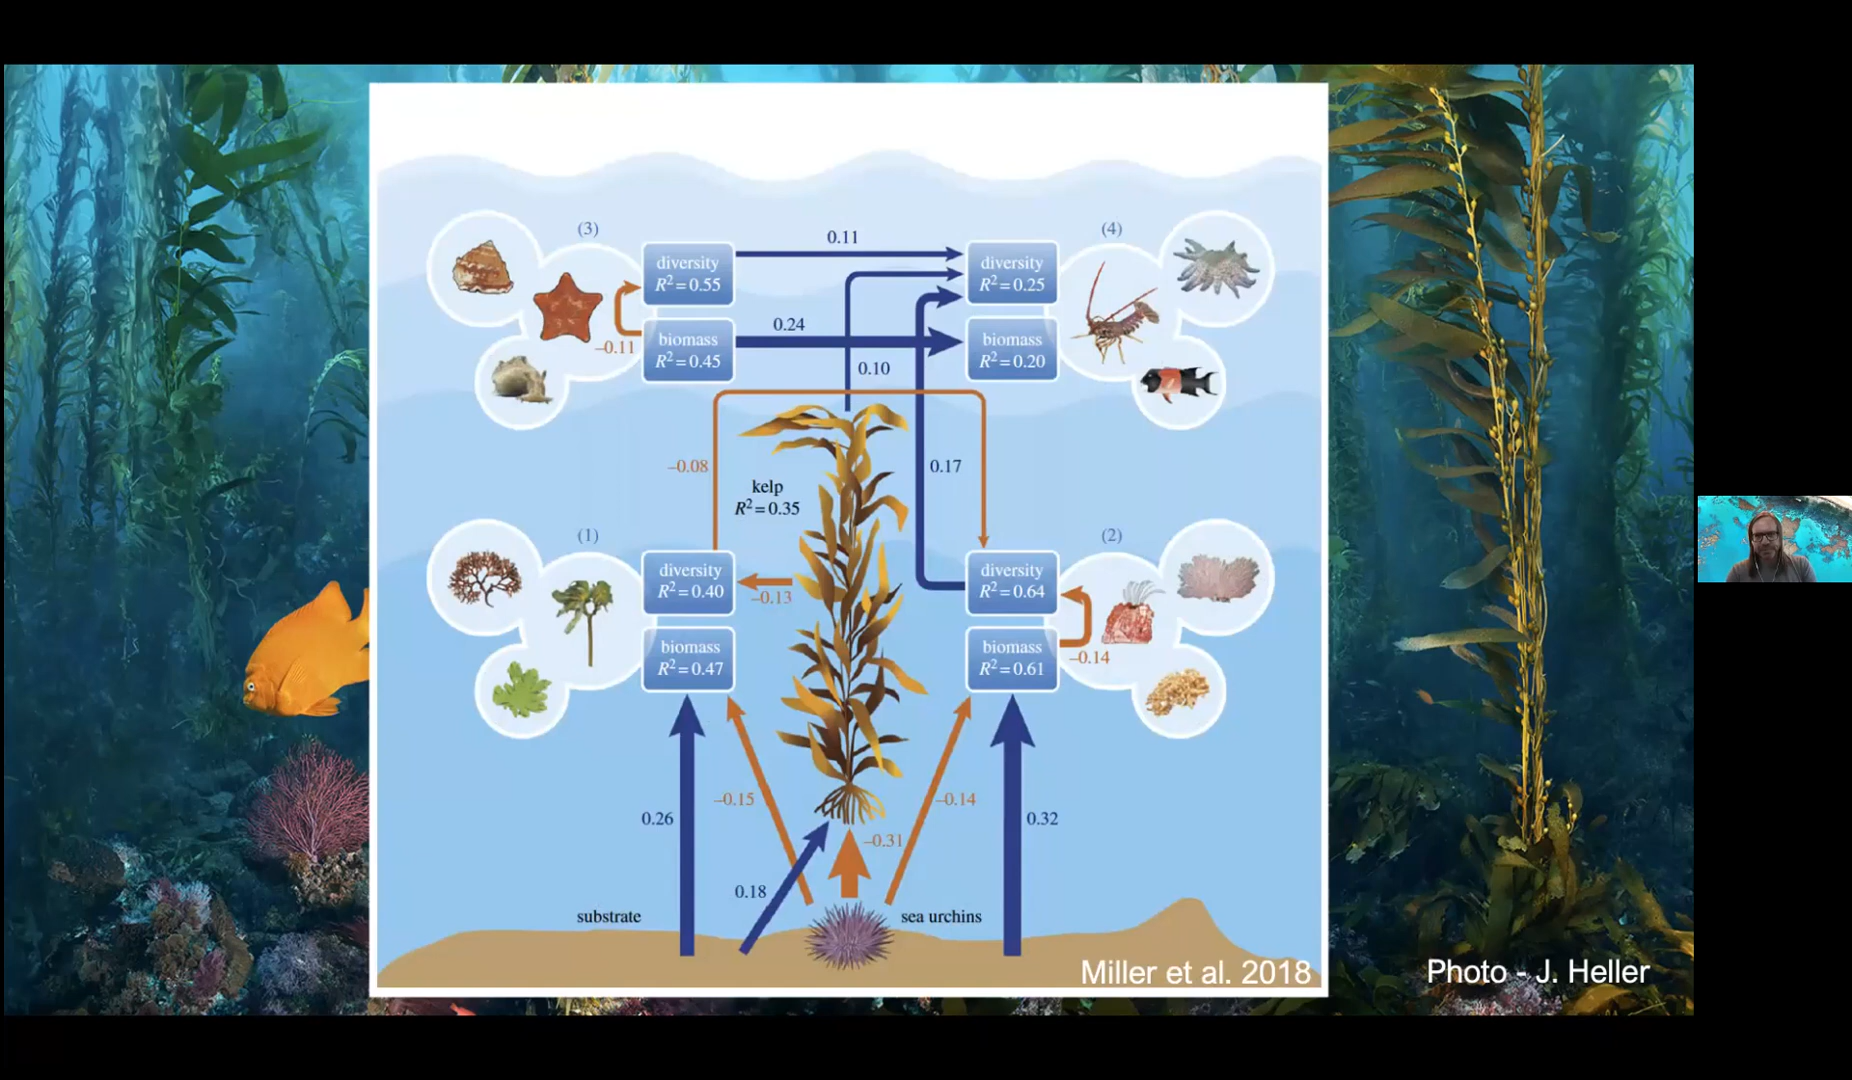 (3)
diversity
R² = 0.55
0.11
diversity
R² = 0.25
(4)
biomass
R² = 0.45
–0.11
0.24
biomass
R² = 0.20
0.10
–0.08
kelp
R² = 0.35
0.17
(1)
diversity
R² = 0.40
–0.13
diversity
R² = 0.64
(2)
biomass
R² = 0.47
biomass
R² = 0.61
–0.14
0.26
–0.15
–0.14
0.32
–0.31
0.18
substrate
sea urchins
Miller et al. 2018
Photo - J. Heller